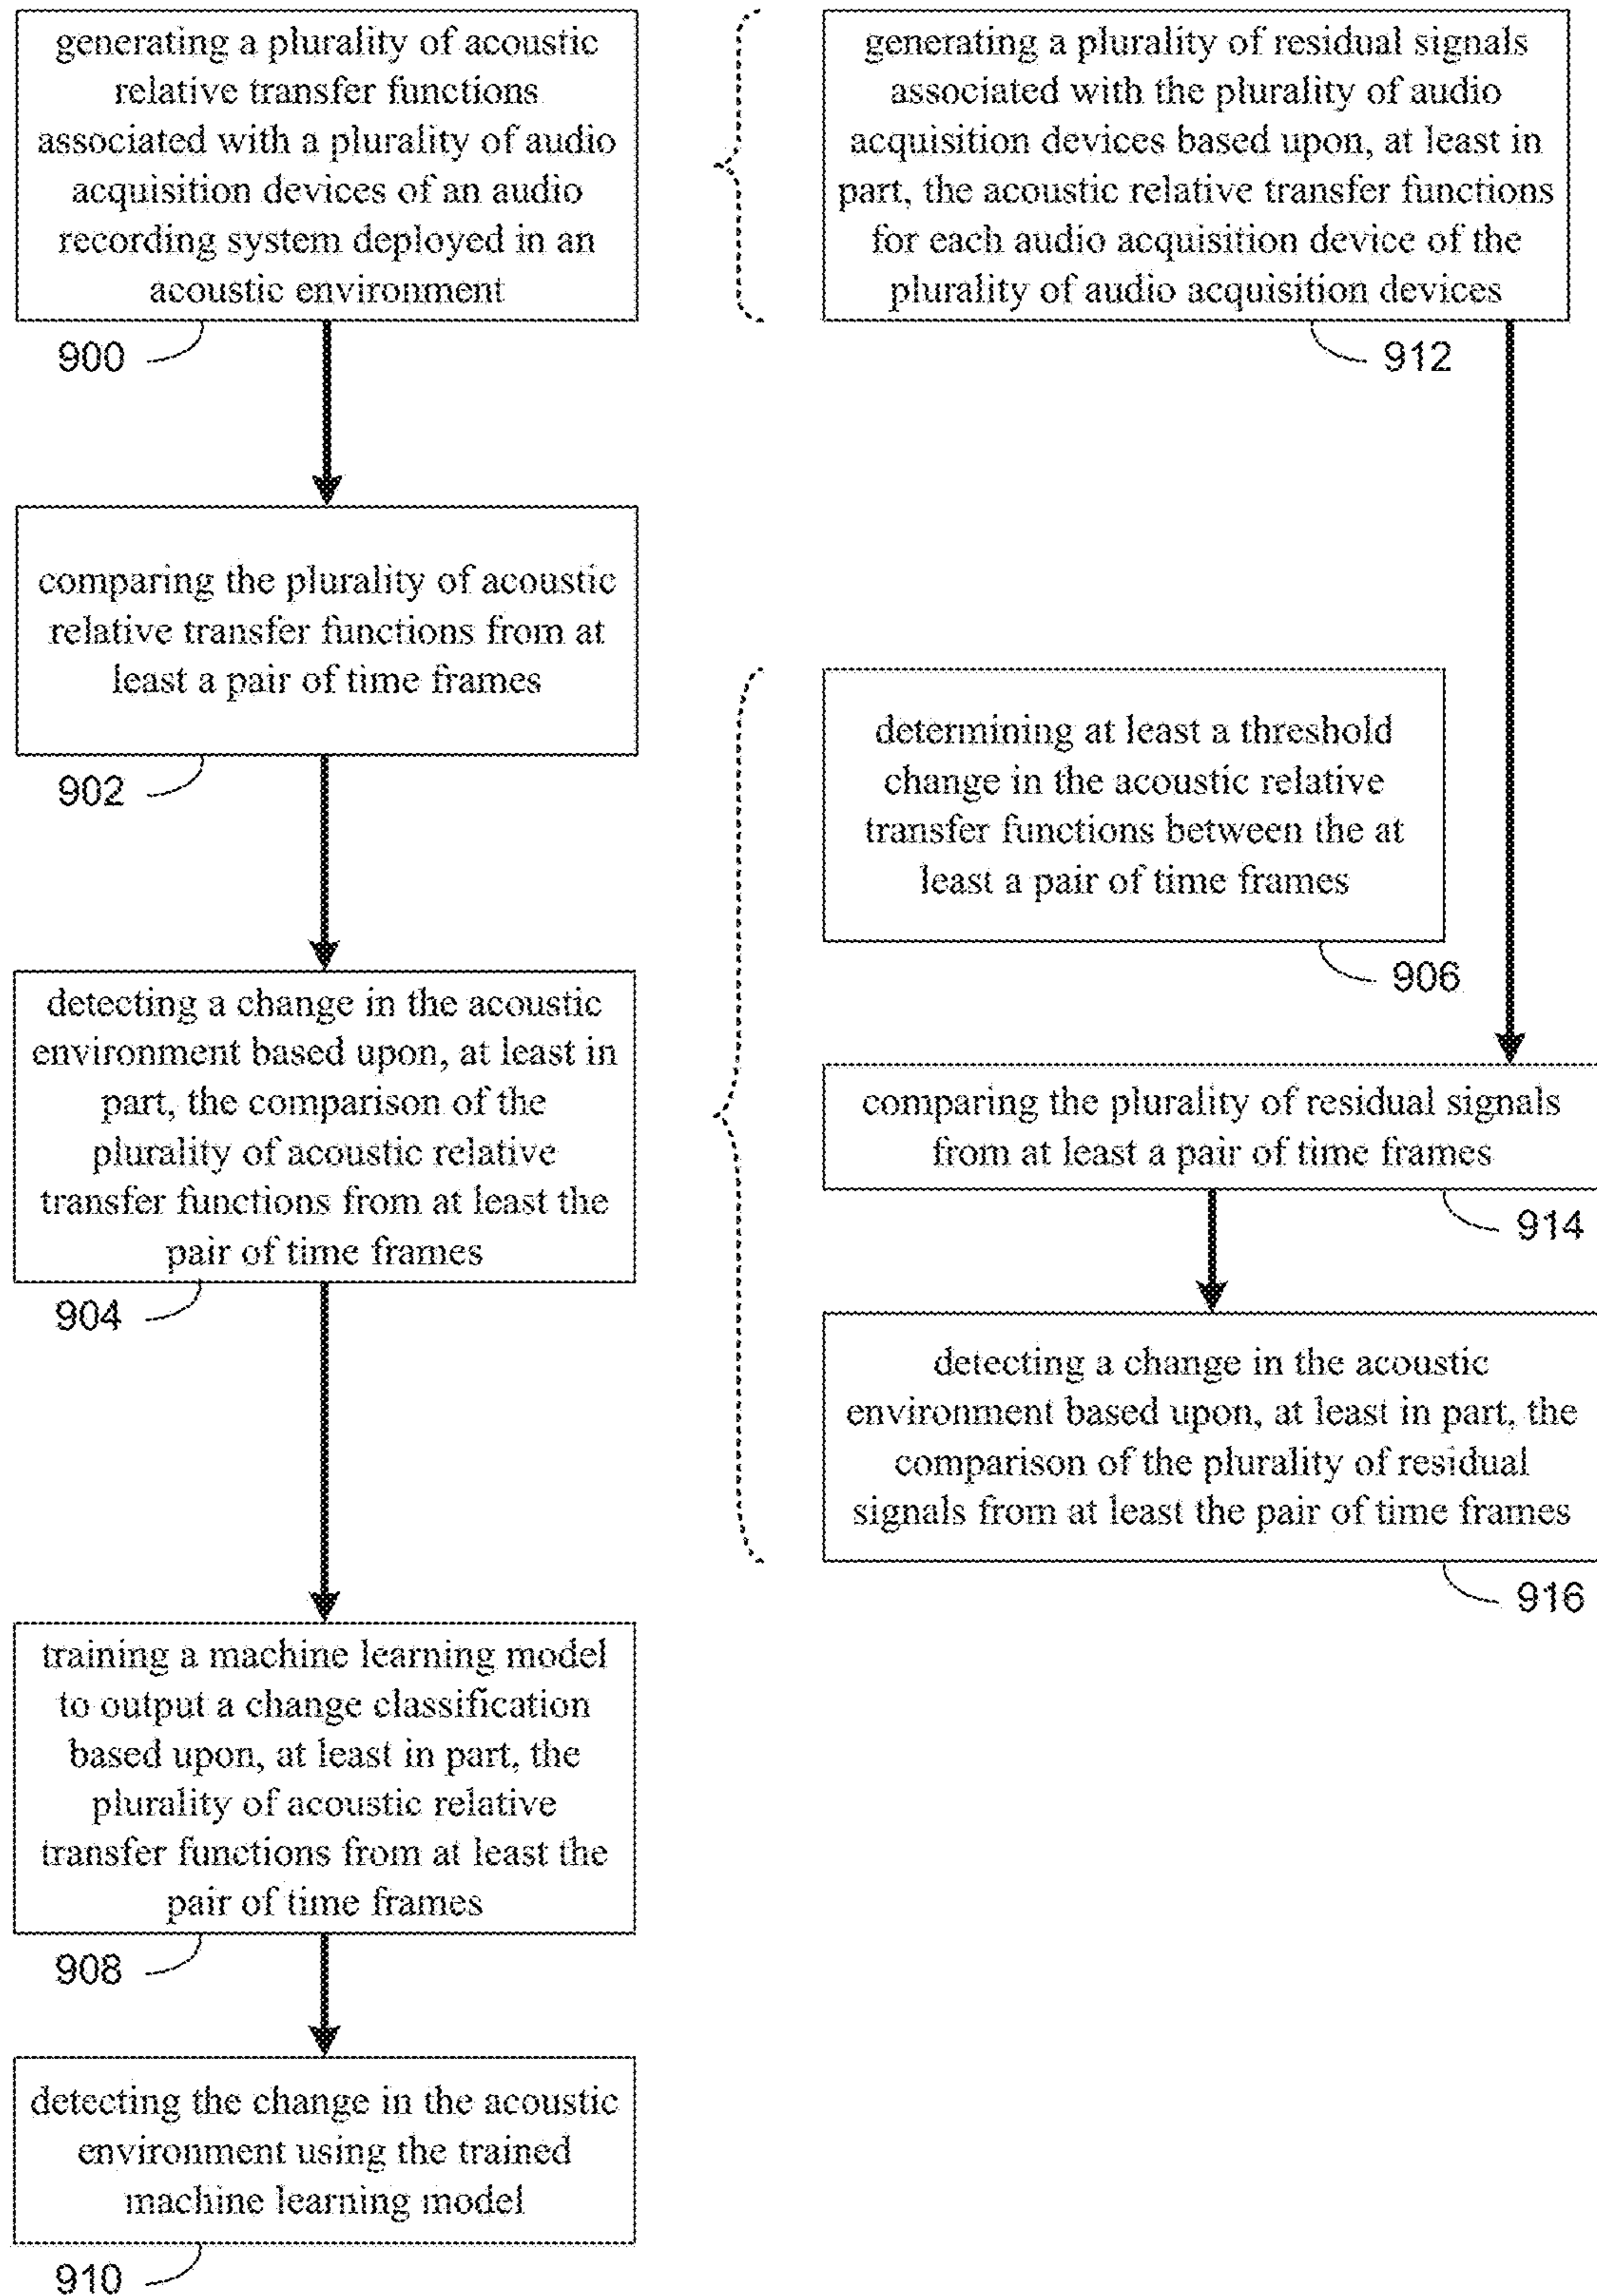 generating a plurality of acoustic
relative transfer functions
associated with a plurality of audio
acquisition devices of an audio
recording system deployed in an
acoustic environment
900
comparing the plurality of acoustic
relative transfer functions from at
least a pair of time frames
902
detecting a change in the acoustic
environment based upon, at least in
part, the comparison of the
plurality of acoustic relative
transfer functions from at least the
pair of time frames
904
training a machine learning model
to output a change classification
based upon, at least in part, the
plurality of acoustic relative
transfer functions from at least the
pair of time frames
908
detecting the change in the acoustic
environment using the trained
machine learning model
910
generating a plurality of residual signals
associated with the plurality of audio
acquisition devices based upon, at least in
part, the acoustic relative transfer functions
for each audio acquisition device of the
plurality of audio acquisition devices
912
determining at least a threshold
change in the acoustic relative
transfer functions between the at
least a pair of time frames
906
comparing the plurality of residual signals
from at least a pair of time frames
914
detecting a change in the acoustic
environment based upon, at least in part, the
comparison of the plurality of residual
signals from at least the pair of time frames
916